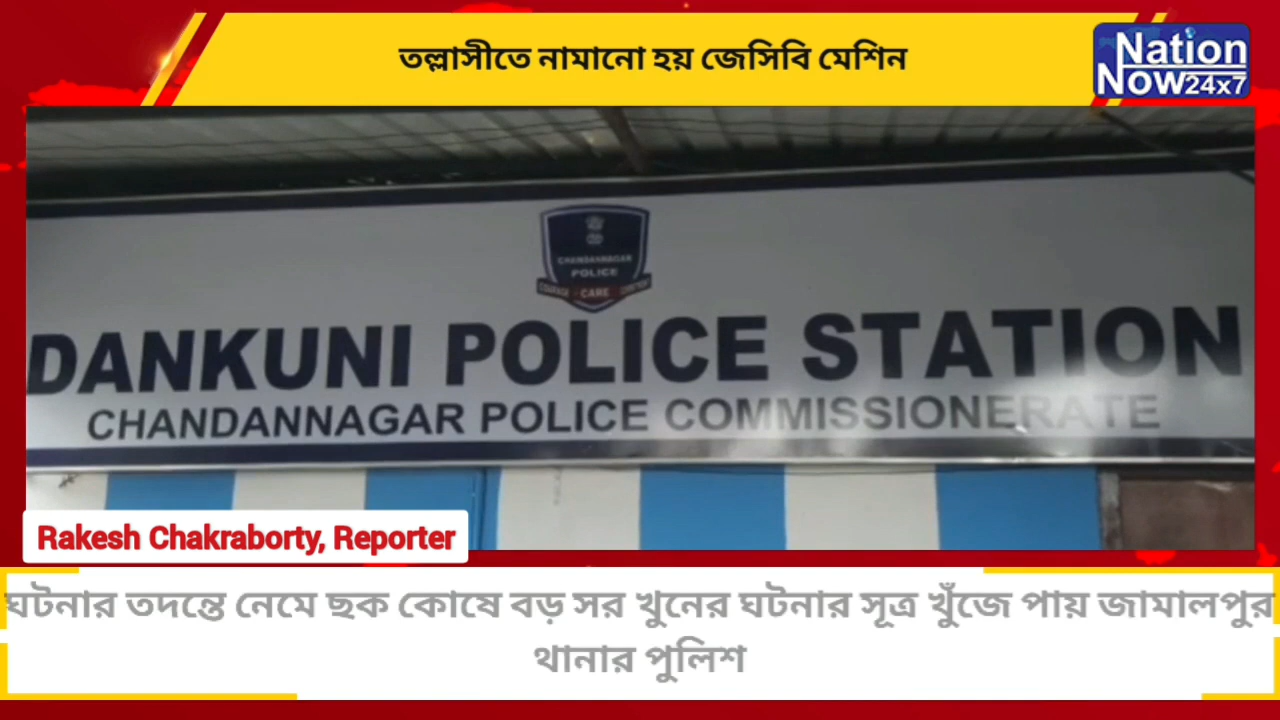 তল্লাসীতে নামানো হয় জেসিবি মেশিন
Nation
Now24x7
CHANDANNAGAR
POLICE
CARE
DANKUNI POLICE STATION
CHANDANNAGAR POLICE COMMISSIONERATE
Rakesh Chakraborty, Reporter
ঘটনার তদন্তে নেমে ছক কোষে বড় সর খুনের ঘটনার সূত্র খুঁজে পায় জামালপুর
থানার পুলিশ